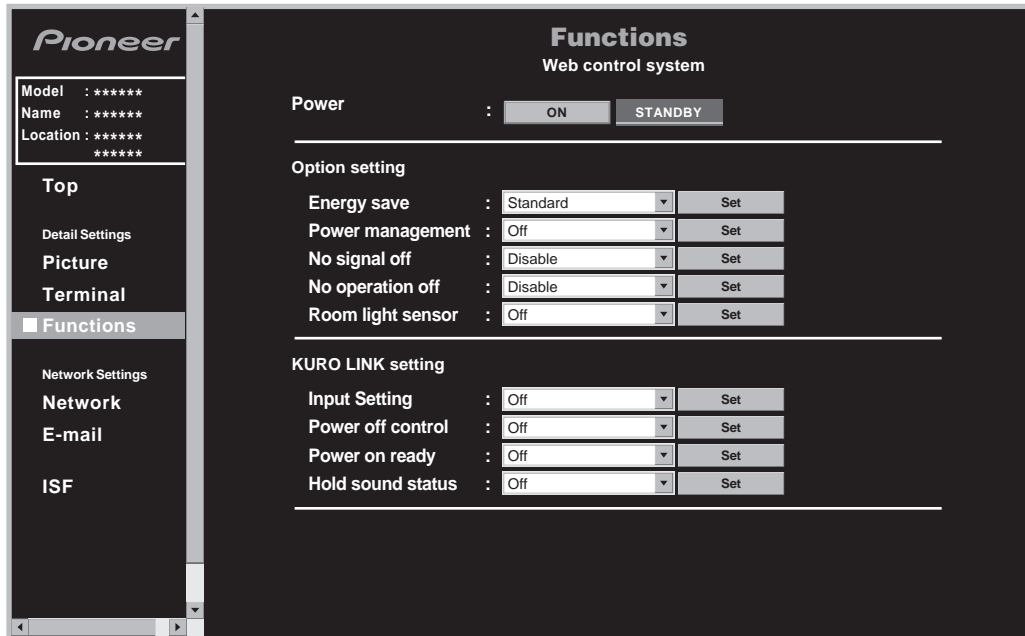 Pioneer
Model : ******
Name : ******
Location : ******
******
Top
Detail Settings
Picture
Terminal
Functions
Network Settings
Network
E-mail
ISF
Functions
Web control system
Power : ON STANDBY
Option setting
Energy save : Standard Set
Power management : Off Set
No signal off : Disable Set
No operation off : Disable Set
Room light sensor : Off Set
KURO LINK setting
Input Setting : Off Set
Power off control : Off Set
Power on ready : Off Set
Hold sound status : Off Set